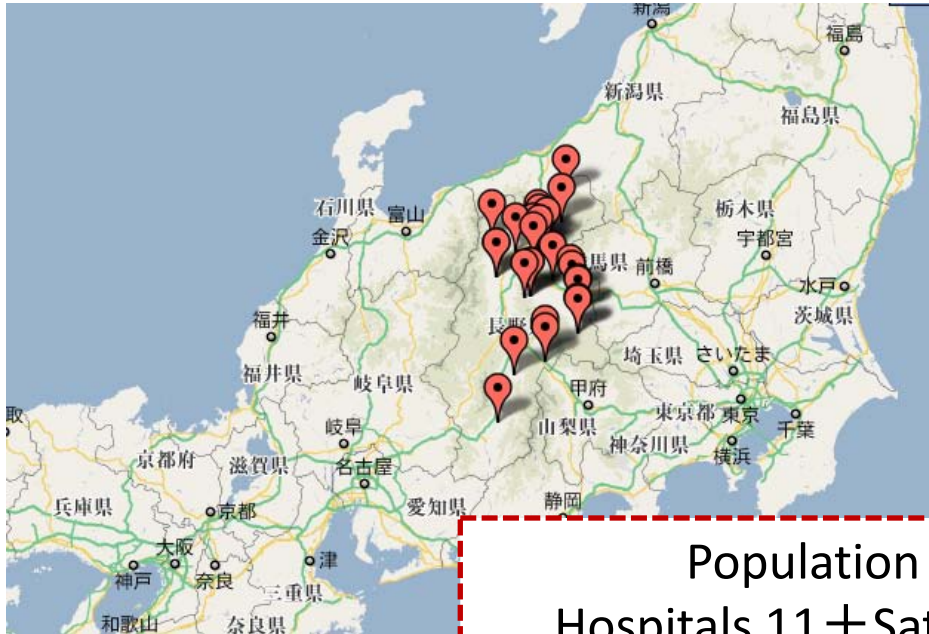 新潟
福島
新潟県
福島県
石川県
富山
栃木県
金沢
宇都宮
馬県
前橋
水戸
茨城県
長野
福井
埼玉県
さいたま
福井県
岐阜県
甲府
東京都
東京
取
山梨県
千葉
岐阜
神奈川県
京都府
滋賀県
横浜
名古屋
兵庫県
愛知県
静岡
京都
大阪
津
神戸
奈良
三重県
和歌山
奈良県
Population
Hospitals 11＋Sat